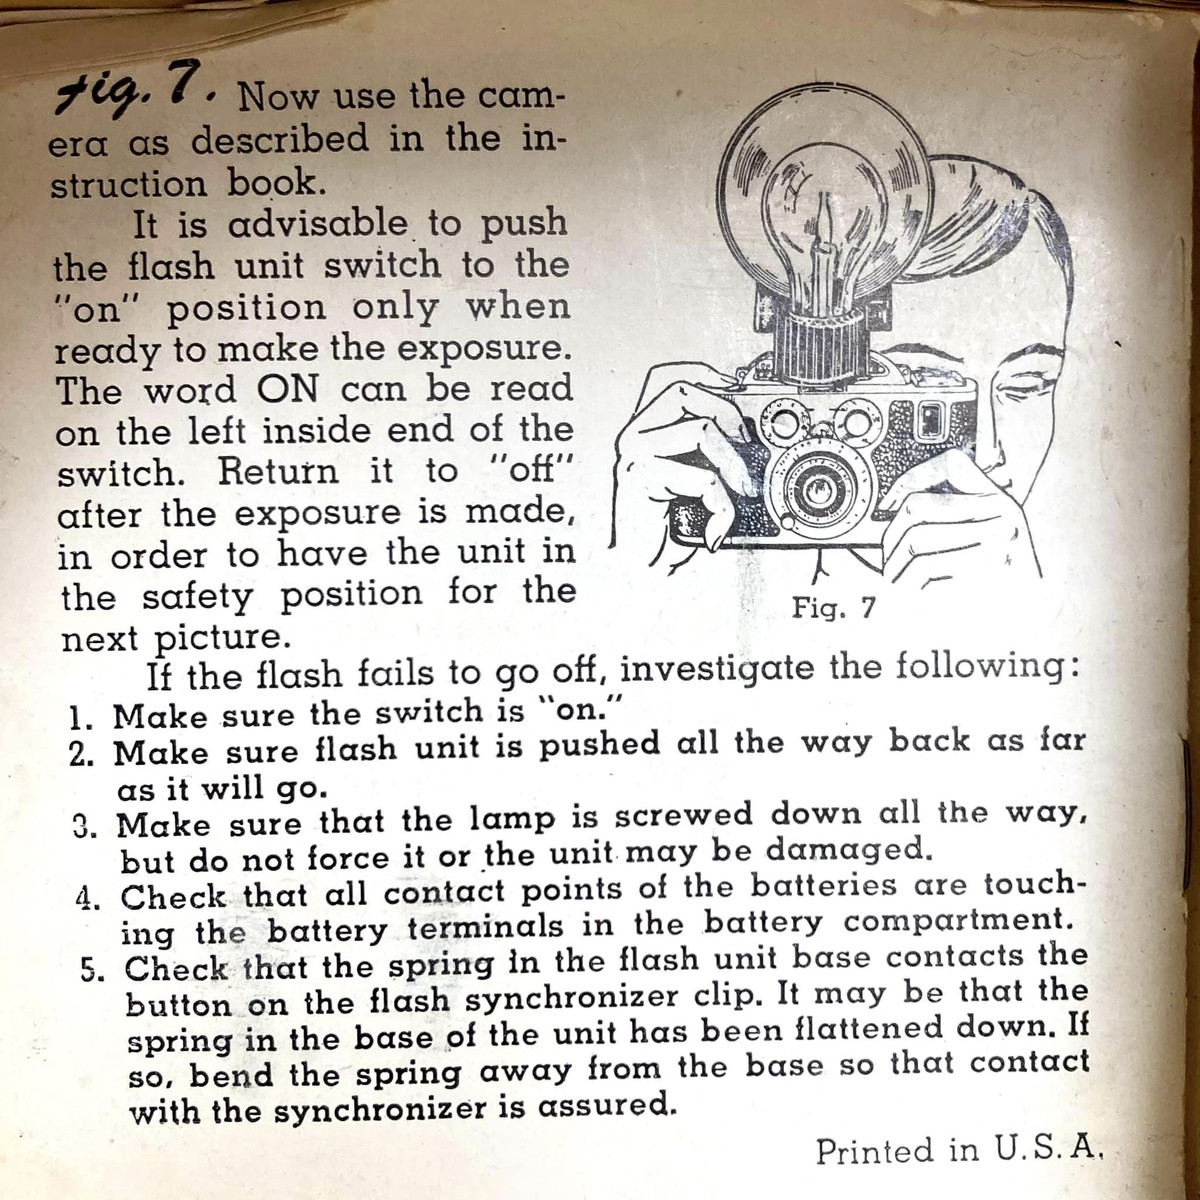 Fig. 7. Now use the cam-
era as described in the in-
struction book.
It is advisable to push
the flash unit switch to the
"on" position only when
ready to make the exposure.
The word ON can be read
on the left inside end of the
switch. Return it to "off"
after the exposure is made,
in order to have the unit in
the safety position for the
next picture.
Fig. 7
If the flash fails to go off, investigate the following:
1. Make sure the switch is "on."
2. Make sure flash unit is pushed all the way back as far
as it will go.
3. Make sure that the lamp is screwed down all the way,
but do not force it or the unit may be damaged.
4. Check that all contact points of the batteries are touch-
ing the battery terminals in the battery compartment.
5. Check that the spring in the flash unit base contacts the
button on the flash synchronizer clip. It may be that the
spring in the base of the unit has been flattened down. If
so, bend the spring away from the base so that contact
with the synchronizer is assured.
Printed in U.S.A.